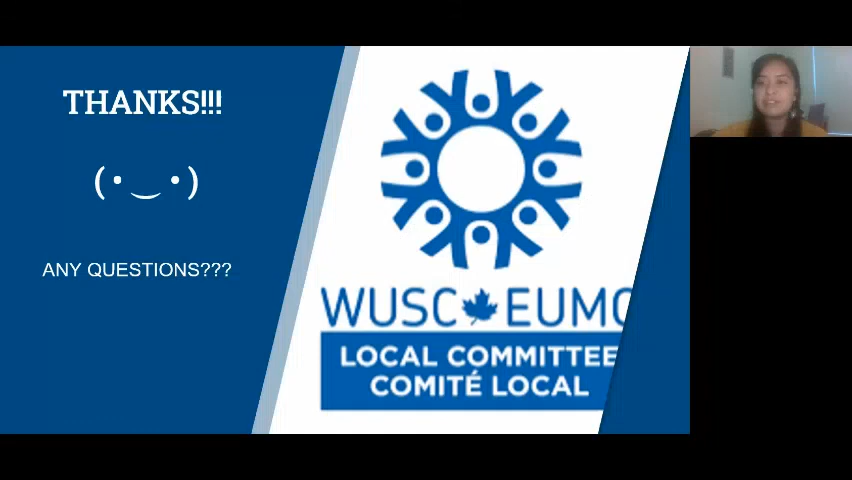 THANKS!!!
(·‿·)
ANY QUESTIONS???
WUSC EUMC
LOCAL COMMITTEE
COMITÉ LOCAL